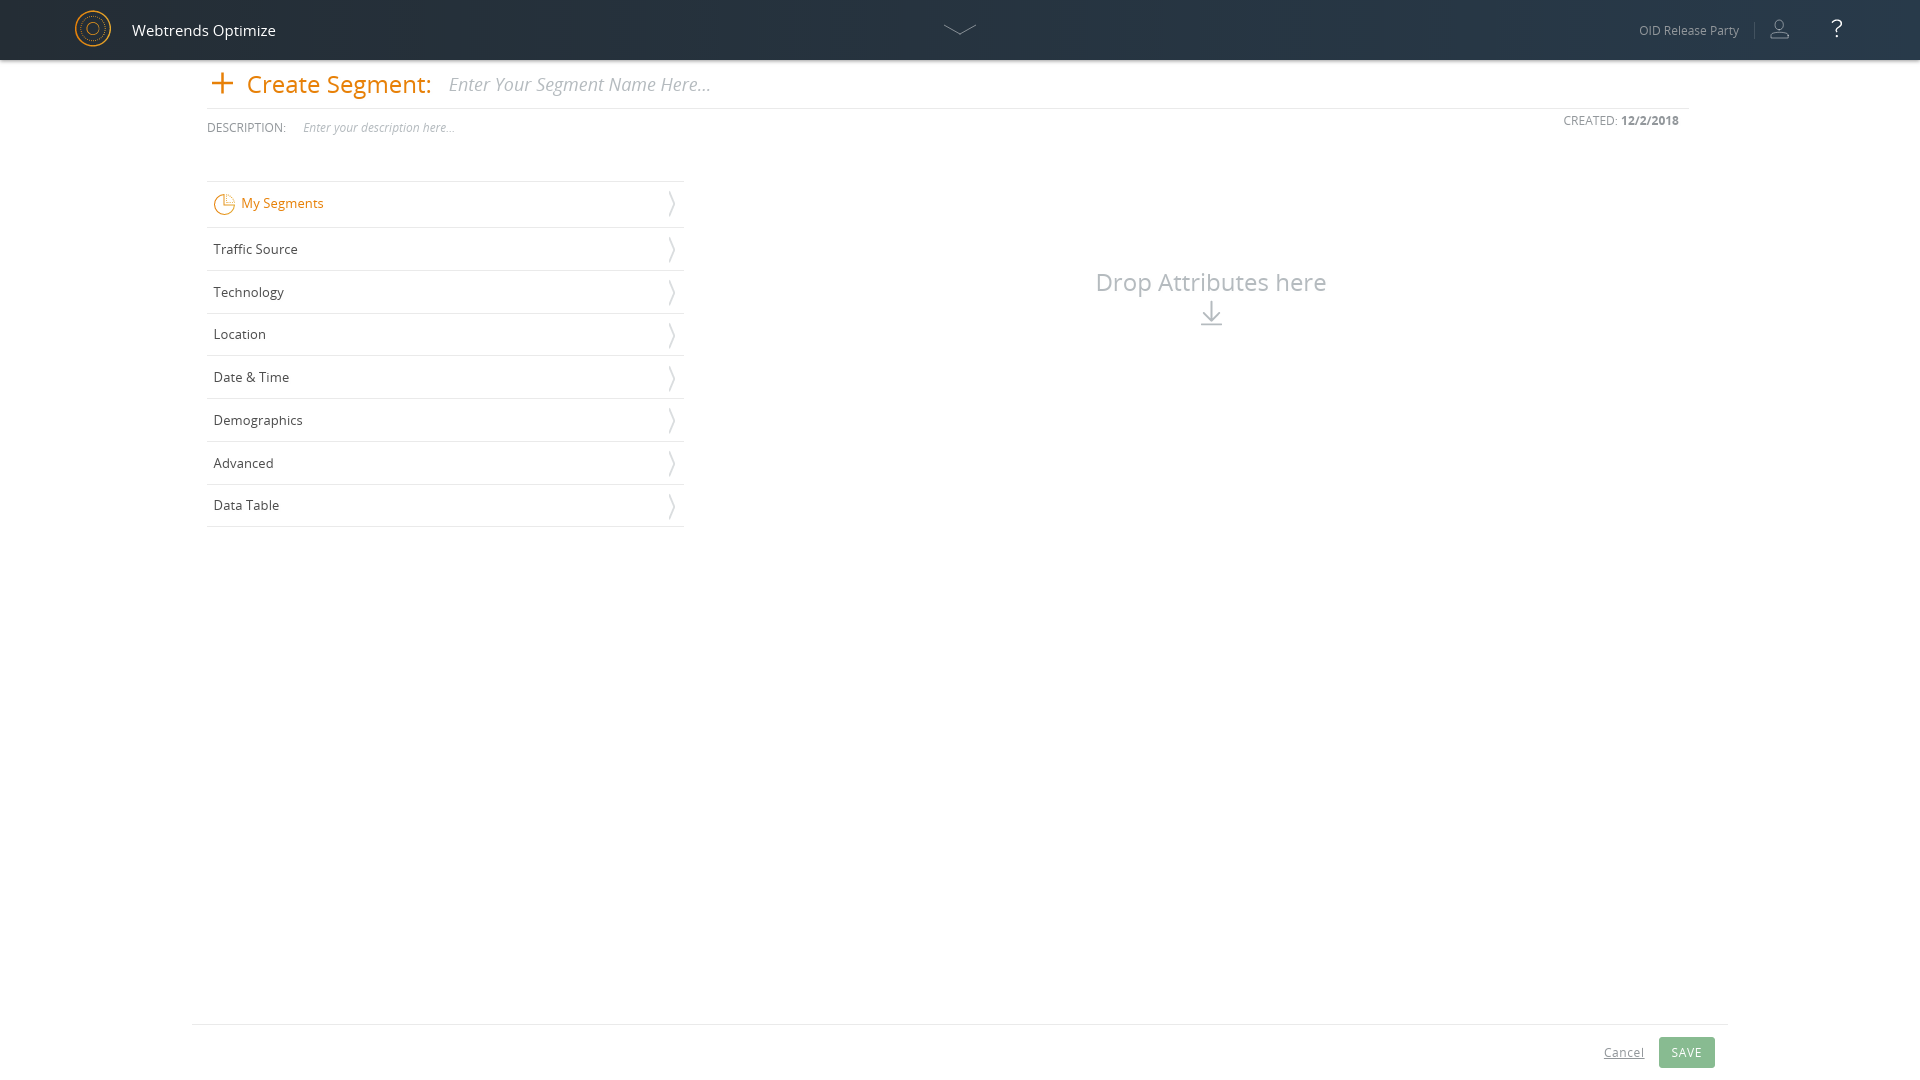 Webtrends Optimize
OID Release Party
?
Create Segment: Enter Your Segment Name Here...
DESCRIPTION: Enter your description here...
CREATED: 12/2/2018
My Segments
Traffic Source
Technology
Location
Date & Time
Demographics
Advanced
Data Table
Drop Attributes here
Cancel
SAVE